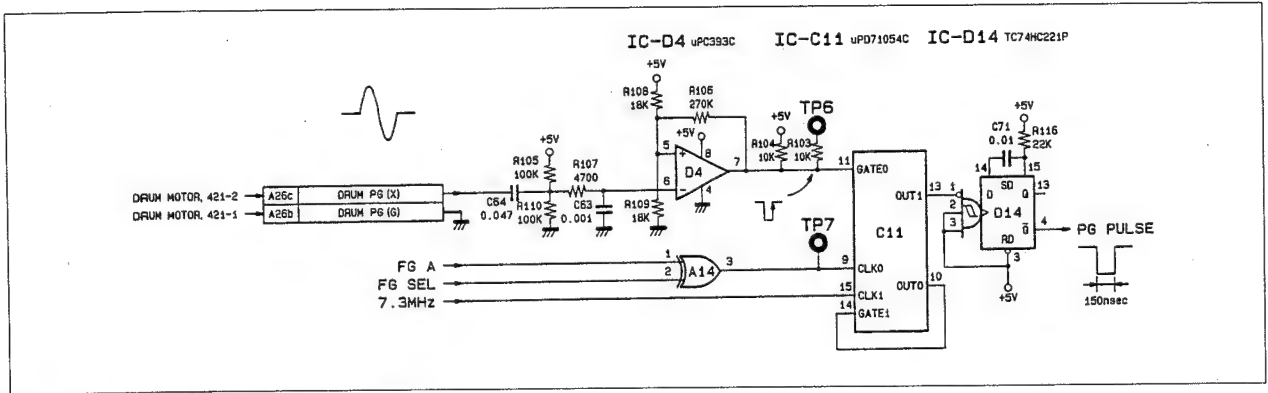 IC-D4 uPC393C IC-C11 uPD71054C IC-D14 TC74HC221P
+5V
R108
18K
R106
270K
TP6
+5V
+5V
C71
0.01
R116
22K
+5V
R105
100K
R107
4700
+5V
8
5
+
D4
7
6
-
4
R104
10K
R103
10K
11
GATE0
14
15
DRUM MOTOR, 421-2
A26c
DRUM PG (X)
DRUM MOTOR, 421-1
A26b
DRUM PG (G)
C64
0.047
R110
100K
C63
0.001
R109
18K
OUT1
13
1
2
3
D
SD
Q
13
D14
Q
4
RD
3
+5V
PG PULSE
150nsec
TP7
C11
FG A
1
FG SEL
2
A14
3
9
CLK0
OUT0
10
7.3MHz
15
CLK1
14
GATE1